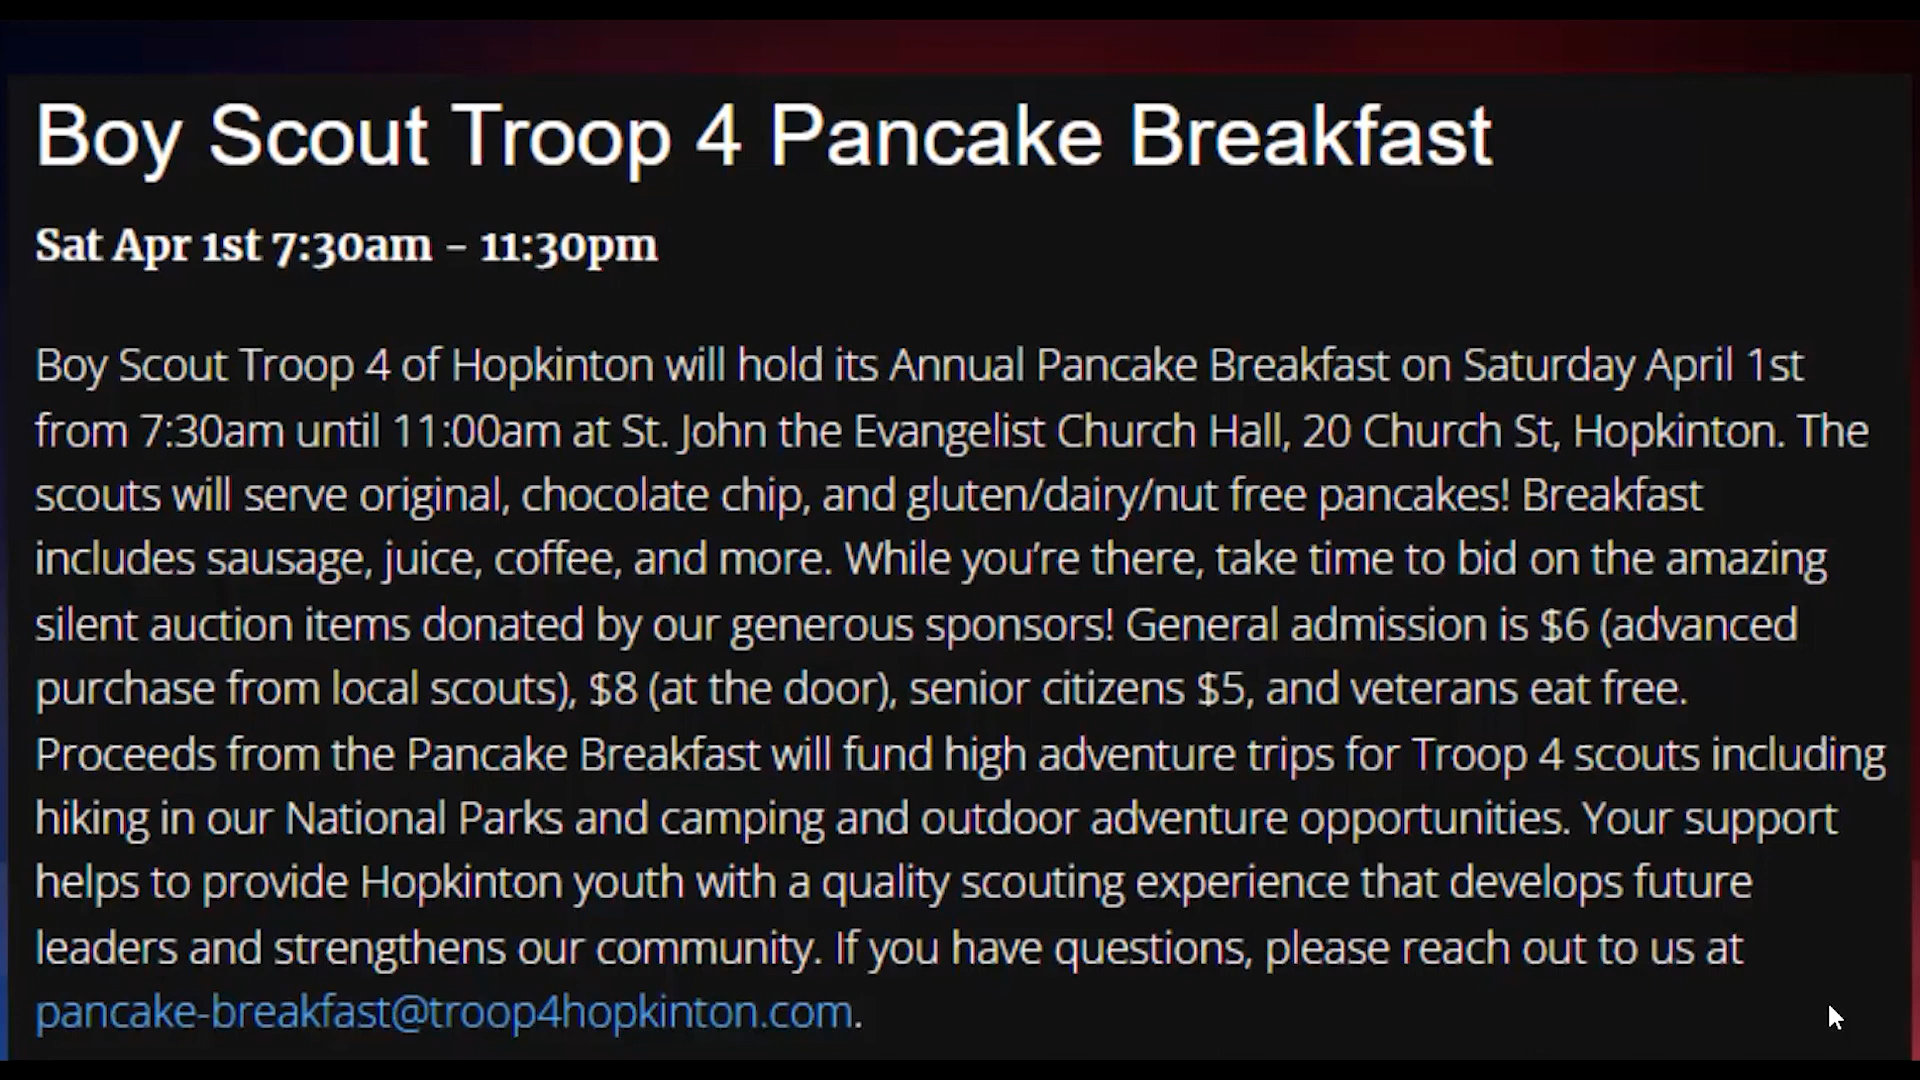 Boy Scout Troop 4 Pancake Breakfast
Sat Apr 1st 7:30am - 11:30pm
Boy Scout Troop 4 of Hopkinton will hold its Annual Pancake Breakfast on Saturday April 1st
from 7:30am until 11:00am at St. John the Evangelist Church Hall, 20 Church St, Hopkinton. The
scouts will serve original, chocolate chip, and gluten/dairy/nut free pancakes! Breakfast
includes sausage, juice, coffee, and more. While you’re there, take time to bid on the amazing
silent auction items donated by our generous sponsors! General admission is $6 (advanced
purchase from local scouts), $8 (at the door), senior citizens $5, and veterans eat free.
Proceeds from the Pancake Breakfast will fund high adventure trips for Troop 4 scouts including
hiking in our National Parks and camping and outdoor adventure opportunities. Your support
helps to provide Hopkinton youth with a quality scouting experience that develops future
leaders and strengthens our community. If you have questions, please reach out to us at
pancake-breakfast@troop4hopkinton.com.